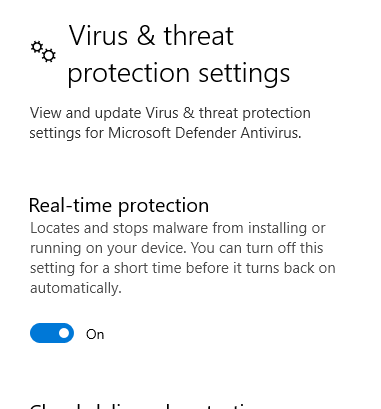 Virus & threat
protection settings
View and update Virus & threat protection
settings for Microsoft Defender Antivirus.
Real-time protection
Locates and stops malware from installing or
running on your device. You can turn off this
setting for a short time before it turns back on
automatically.
On